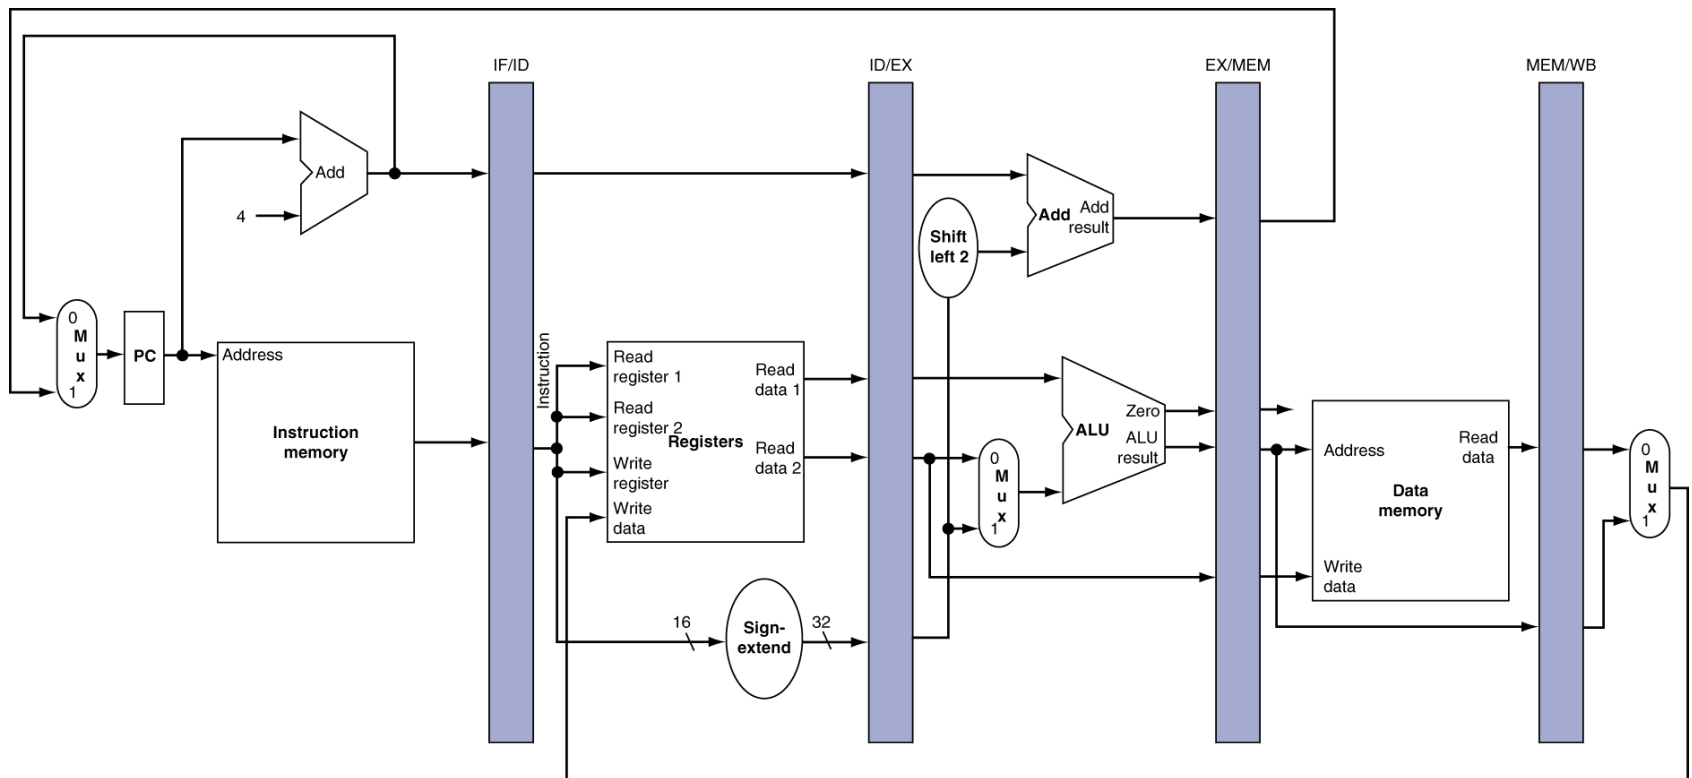 IF/ID
ID/EX
EX/MEM
MEM/WB
Add
4
Add
Add
result
Shift
left 2
0
M
u
x
1
PC
Address
Instruction
memory
Instruction
Read
register 1
Read
register 2
Registers
Write
register
Write
data
Read
data 1
Read
data 2
16
Sign-
extend
32
0
M
u
x
1
Zero
ALU
ALU
result
Address
Read
data
Data
memory
Write
data
0
M
u
x
1